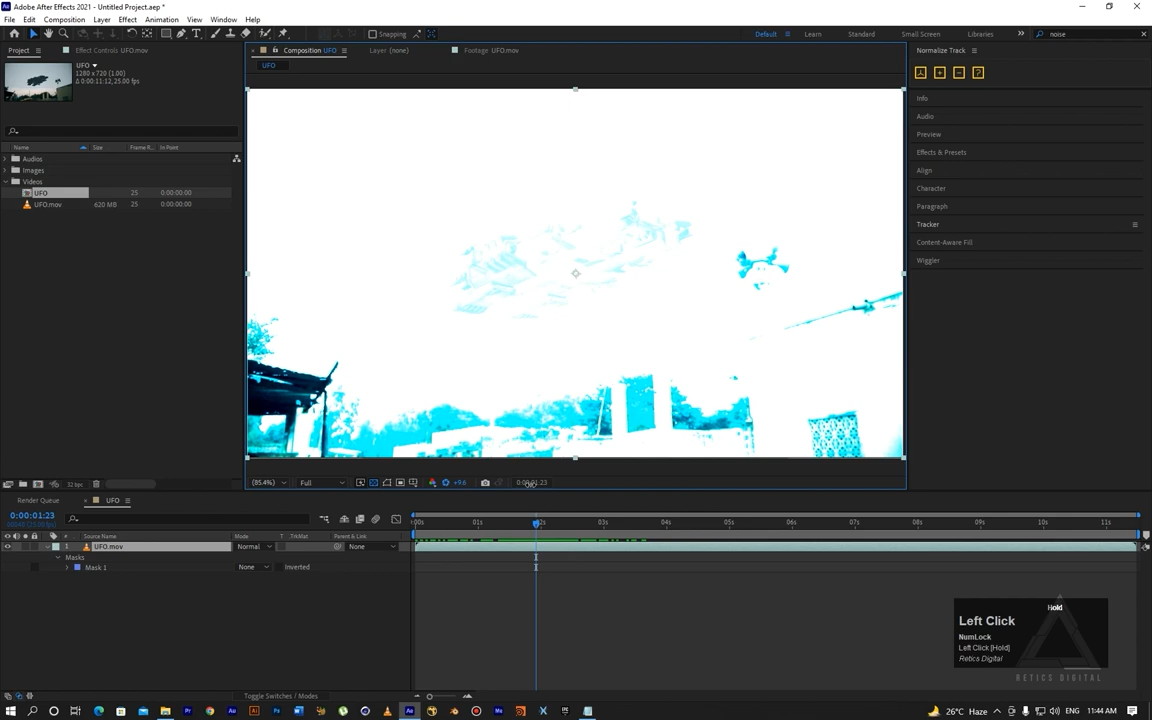 Adobe After Effects 2021 - Untitled Project.aep *
File Edit Composition Layer Effect Animation View Window Help
Snapping Default Learn Standard Small Screen Libraries noise
Project Effect Controls UFO.mov Composition UFO Layer (none) Footage UFO.mov Normalize Track
UFO
1280 x 720 (1.00)
Δ 0:00:11:12, 25.00 fps
UFO
Info
Audio
Preview
Effects & Presets
Align
Character
Paragraph
Tracker
Content-Aware Fill
Wiggler
Name Size Frame R... In Point
Audios
Images
Videos
UFO 25 0:00:00:00
UFO.mov 620 MB 25 0:00:00:00
32 bpc
(85.4%) Full +9.6 0:00:01:23
Render Queue UFO
0:00:01:23
00048 (25.00 fps)
:00s 01s 02s 03s 04s 05s 06s 07s 08s 09s 10s 11s
# Source Name Mode T TrkMat Parent & Link
1 UFO.mov Normal None
Masks
Mask 1 None Inverted
Toggle Switches / Modes
Hold
Left Click
NumLock
Left Click [Hold]
Retics Digital
RETICS DIGITAL
26°C Haze ENG 11:44 AM